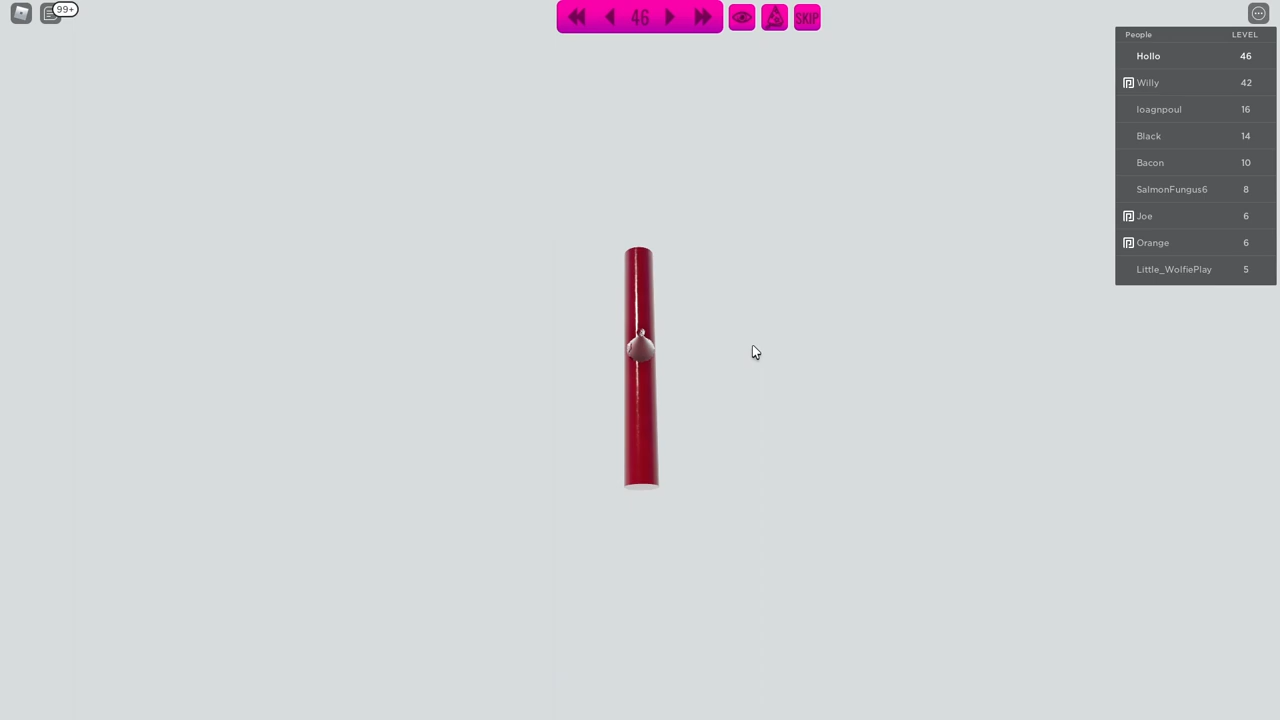 99+
46
SKIP
People LEVEL
Hollo 46
Willy 42
loagnpoul 16
Black 14
Bacon 10
SalmonFungus6 8
Joe 6
Orange 6
Little_WolfiePlay 5